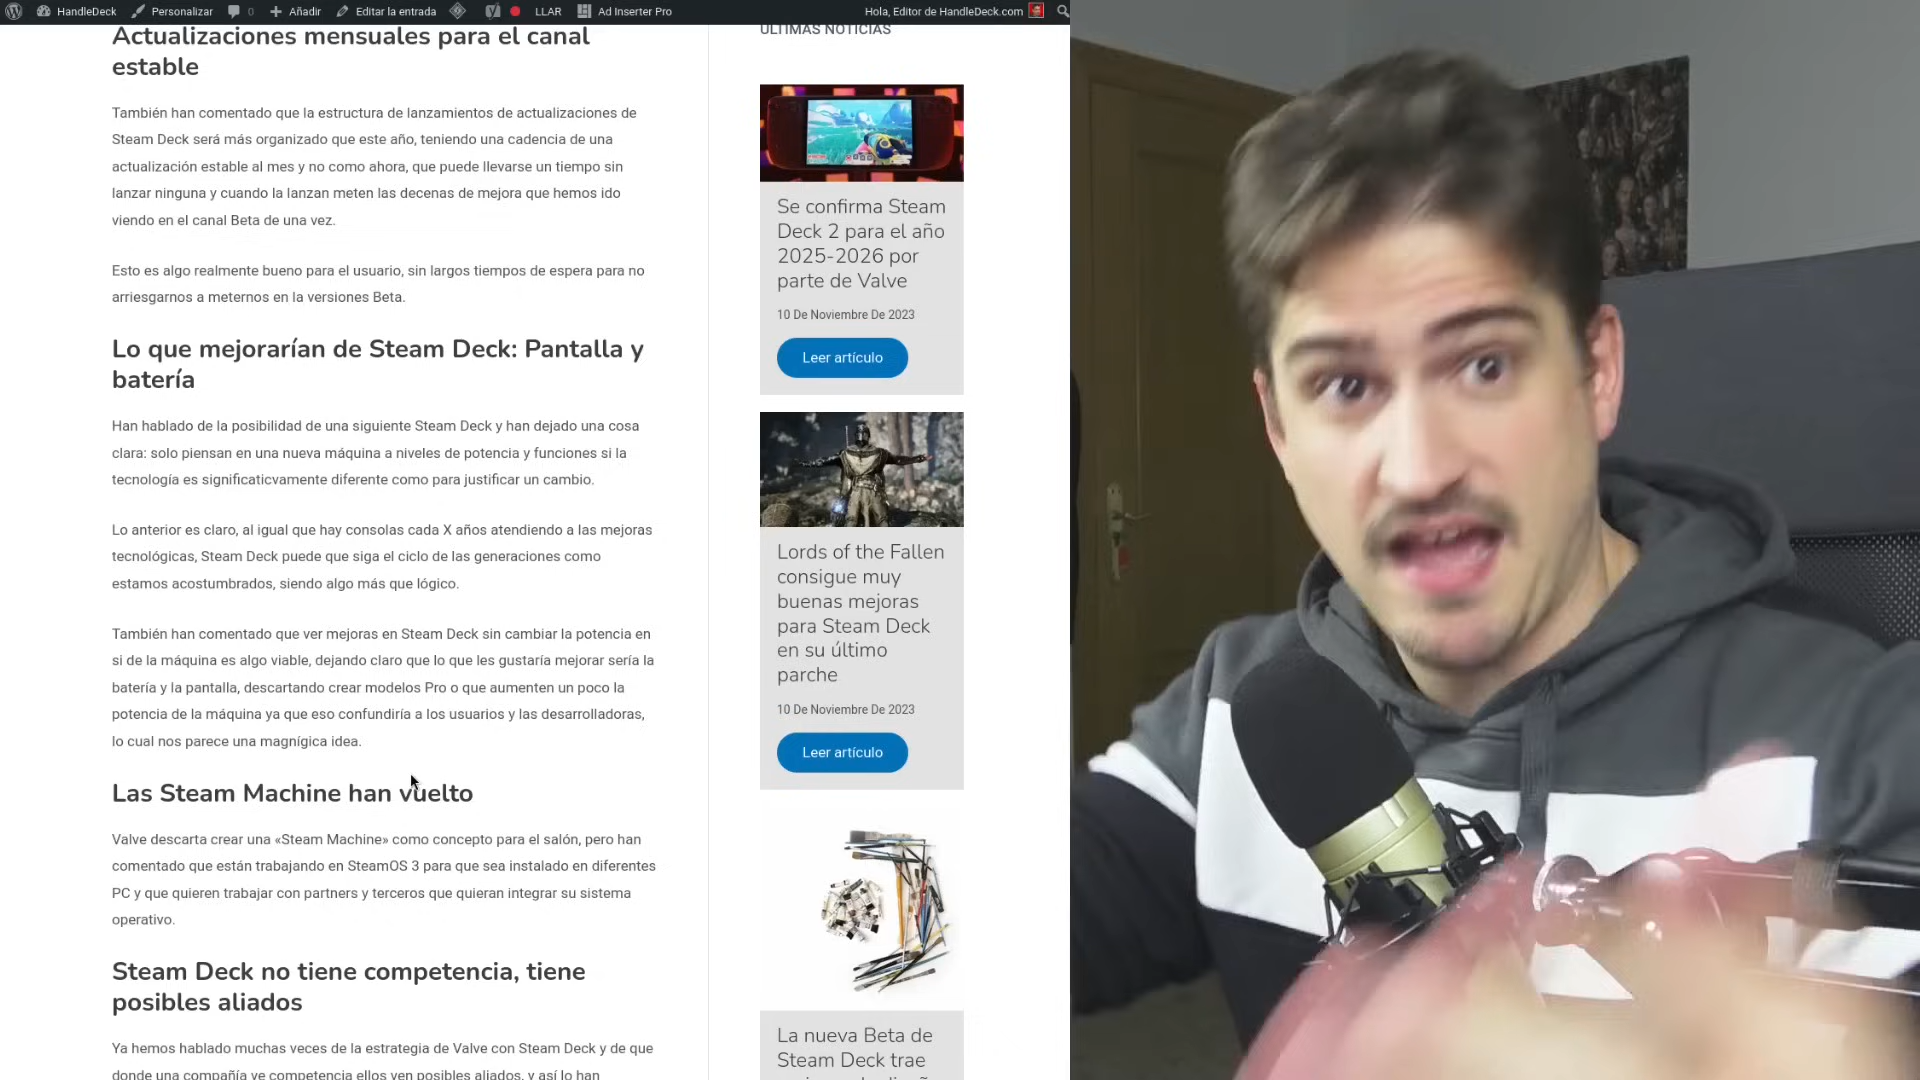 HandleDeck Personalizar 0 Añadir Editar la entrada LLAR Ad Inserter Pro Hola, Editor de HandleDeck.com
Actualizaciones mensuales para el canal
estable
También han comentado que la estructura de lanzamientos de actualizaciones de
Steam Deck será más organizado que este año, teniendo una cadencia de una
actualización estable al mes y no como ahora, que puede llevarse un tiempo sin
lanzar ninguna y cuando la lanzan meten las decenas de mejora que hemos ido
viendo en el canal Beta de una vez.
Esto es algo realmente bueno para el usuario, sin largos tiempos de espera para no
arriesgarnos a meternos en la versiones Beta.
Lo que mejorarían de Steam Deck: Pantalla y
batería
Han hablado de la posibilidad de una siguiente Steam Deck y han dejado una cosa
clara: solo piensan en una nueva máquina a niveles de potencia y funciones si la
tecnología es significaticvamente diferente como para justificar un cambio.
Lo anterior es claro, al igual que hay consolas cada X años atendiendo a las mejoras
tecnológicas, Steam Deck puede que siga el ciclo de las generaciones como
estamos acostumbrados, siendo algo más que lógico.
También han comentado que ver mejoras en Steam Deck sin cambiar la potencia en
si de la máquina es algo viable, dejando claro que lo que les gustaría mejorar sería la
batería y la pantalla, descartando crear modelos Pro o que aumenten un poco la
potencia de la máquina ya que eso confundiría a los usuarios y las desarrolladoras,
lo cual nos parece una magnígica idea.
Las Steam Machine han vuelto
Valve descarta crear una «Steam Machine» como concepto para el salón, pero han
comentado que están trabajando en SteamOS 3 para que sea instalado en diferentes
PC y que quieren trabajar con partners y terceros que quieran integrar su sistema
operativo.
Steam Deck no tiene competencia, tiene
posibles aliados
Ya hemos hablado muchas veces de la estrategia de Valve con Steam Deck y de que
donde una compañía ve competencia ellos ven posibles aliados, y así lo han
ÚLTIMAS NOTICIAS
Se confirma Steam
Deck 2 para el año
2025-2026 por
parte de Valve
10 De Noviembre De 2023
Leer artículo
Lords of the Fallen
consigue muy
buenas mejoras
para Steam Deck
en su último
parche
10 De Noviembre De 2023
Leer artículo
La nueva Beta de
Steam Deck trae